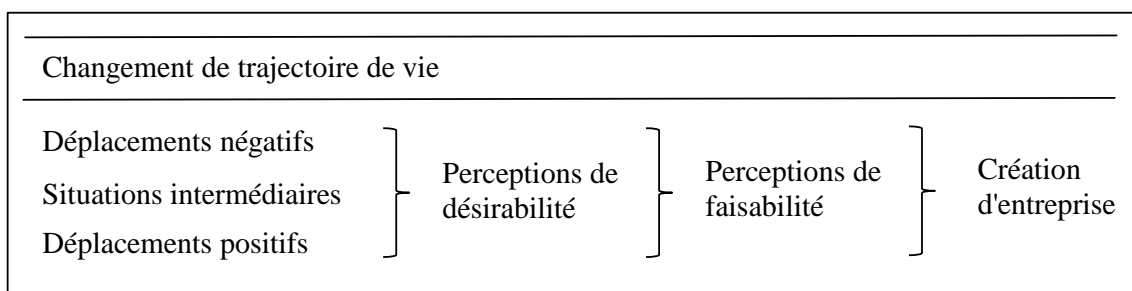 Changement de trajectoire de vie
Déplacements négatifs
Situations intermédiaires
Déplacements positifs
Perceptions de
désirabilité
Perceptions de
faisabilité
Création
d'entreprise